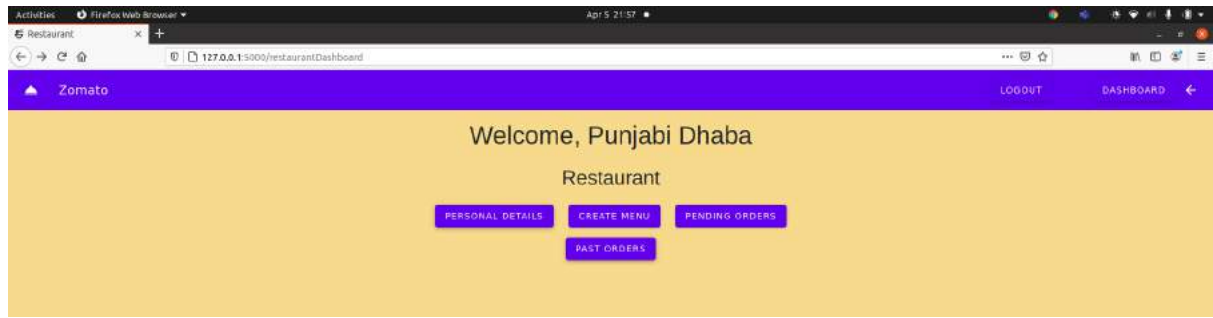 Activities Firefox Web Browser Apr 5 21:57
Restaurant
127.0.0.1:5000/restaurantDashboard
Zomato LOGOUT DASHBOARD
Welcome, Punjabi Dhaba
Restaurant
PERSONAL DETAILS CREATE MENU PENDING ORDERS
PAST ORDERS